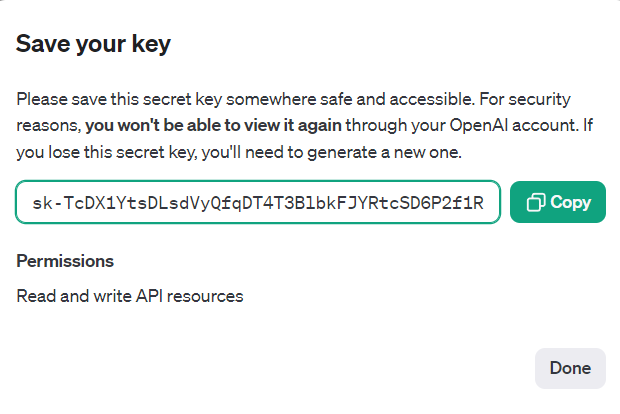 Save your key
Please save this secret key somewhere safe and accessible. For security
reasons, you won't be able to view it again through your OpenAI account. If
you lose this secret key, you'll need to generate a new one.
sk-TcDX1YtsDLsdVyQfqDT4T3BlbkFJYRtcSD6P2f1R
Copy
Permissions
Read and write API resources
Done